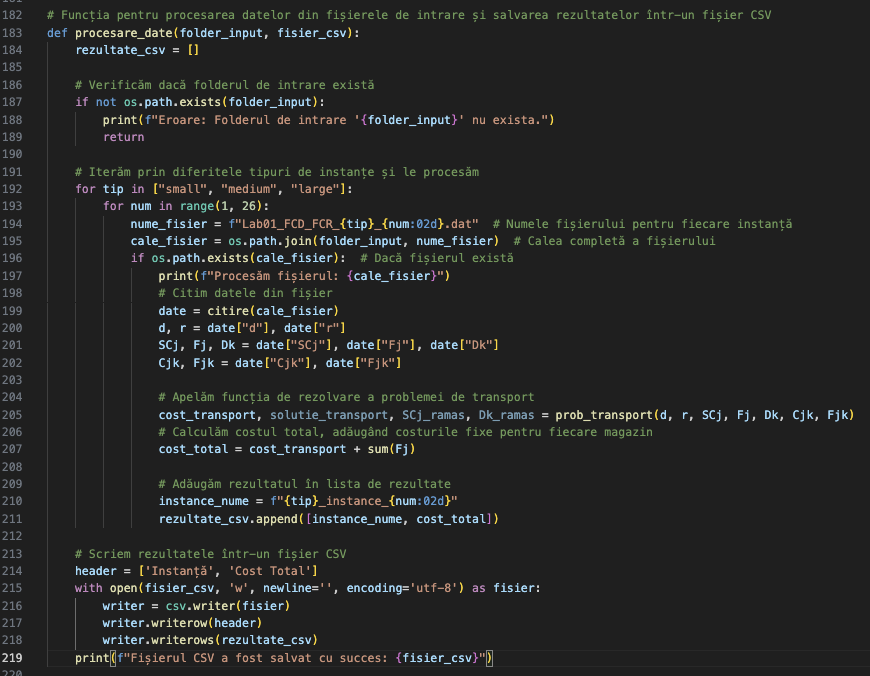 182 # Funcția pentru procesarea datelor din fișierele de intrare și salvarea rezultatelor într-un fișier CSV
183 def procesare_date(folder_input, fisier_csv):
184     rezultate_csv = []
185
186     # Verificăm dacă folderul de intrare există
187     if not os.path.exists(folder_input):
188         print(f"Eroare: Folderul de intrare '{folder_input}' nu exista.")
189         return
190
191     # Iterăm prin diferitele tipuri de instanțe și le procesăm
192     for tip in ["small", "medium", "large"]:
193         for num in range(1, 26):
194             nume_fisier = f"Lab01_FCD_FCR_{tip}_{num:02d}.dat"  # Numele fișierului pentru fiecare instanță
195             cale_fisier = os.path.join(folder_input, nume_fisier)  # Calea completă a fișierului
196             if os.path.exists(cale_fisier):  # Dacă fișierul există
197                 print(f"Procesăm fișierul: {cale_fisier}")
198                 # Citim datele din fișier
199                 date = citire(cale_fisier)
200                 d, r = date["d"], date["r"]
201                 SCj, Fj, Dk = date["SCj"], date["Fj"], date["Dk"]
202                 Cjk, Fjk = date["Cjk"], date["Fjk"]
203
204                 # Apelăm funcția de rezolvare a problemei de transport
205                 cost_transport, solutie_transport, SCj_ramas, Dk_ramas = prob_transport(d, r, SCj, Fj, Dk, Cjk, Fjk)
206                 # Calculăm costul total, adăugând costurile fixe pentru fiecare magazin
207                 cost_total = cost_transport + sum(Fj)
208
209                 # Adăugăm rezultatul în lista de rezultate
210                 instance_nume = f"{tip}_instance_{num:02d}"
211                 rezultate_csv.append([instance_nume, cost_total])
212
213     # Scriem rezultatele într-un fișier CSV
214     header = ['Instanță', 'Cost Total']
215     with open(fisier_csv, 'w', newline='', encoding='utf-8') as fisier:
216         writer = csv.writer(fisier)
217         writer.writerow(header)
218         writer.writerows(rezultate_csv)
219     print(f"Fișierul CSV a fost salvat cu succes: {fisier_csv}")